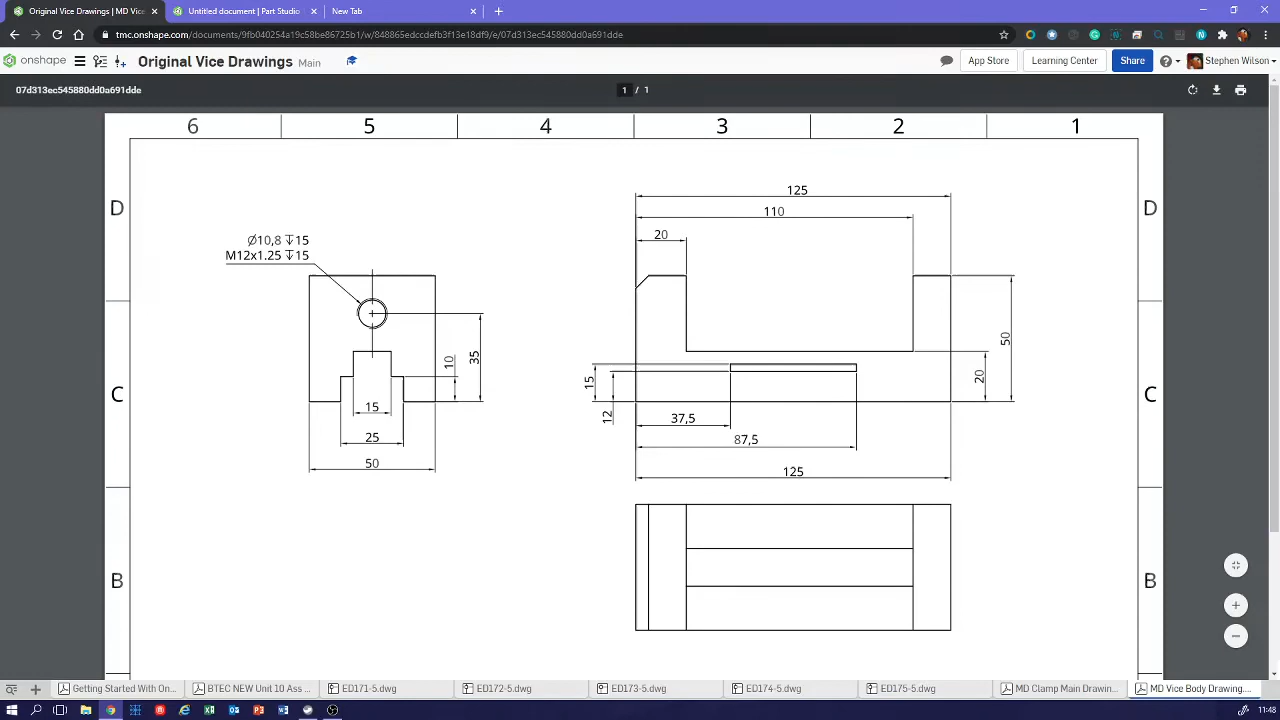 Original Vice Drawings | MD Vice
Untitled document | Part Studio
New Tab
tmc.onshape.com/documents/9fb040254a19c58be86725b1/w/848865edccdefb3f13e18df9/e/07d313ec545880dd0a691dde
onshape
Original Vice Drawings Main
App Store
Learning Center
Share
Stephen Wilson
07d313ec545880dd0a691dde
1 / 1
6 5 4 3 2 1
D D
125
110
20
Ø10,8 ↧15
M12x1.25 ↧15
10
35
50
20
15
12
C C
15
25
50
37,5
87,5
125
B B
Getting Started With On...
BTEC NEW Unit 10 Ass ...
ED171-5.dwg
ED172-5.dwg
ED173-5.dwg
ED174-5.dwg
ED175-5.dwg
MD Clamp Main Drawin...
MD Vice Body Drawing....
11:48